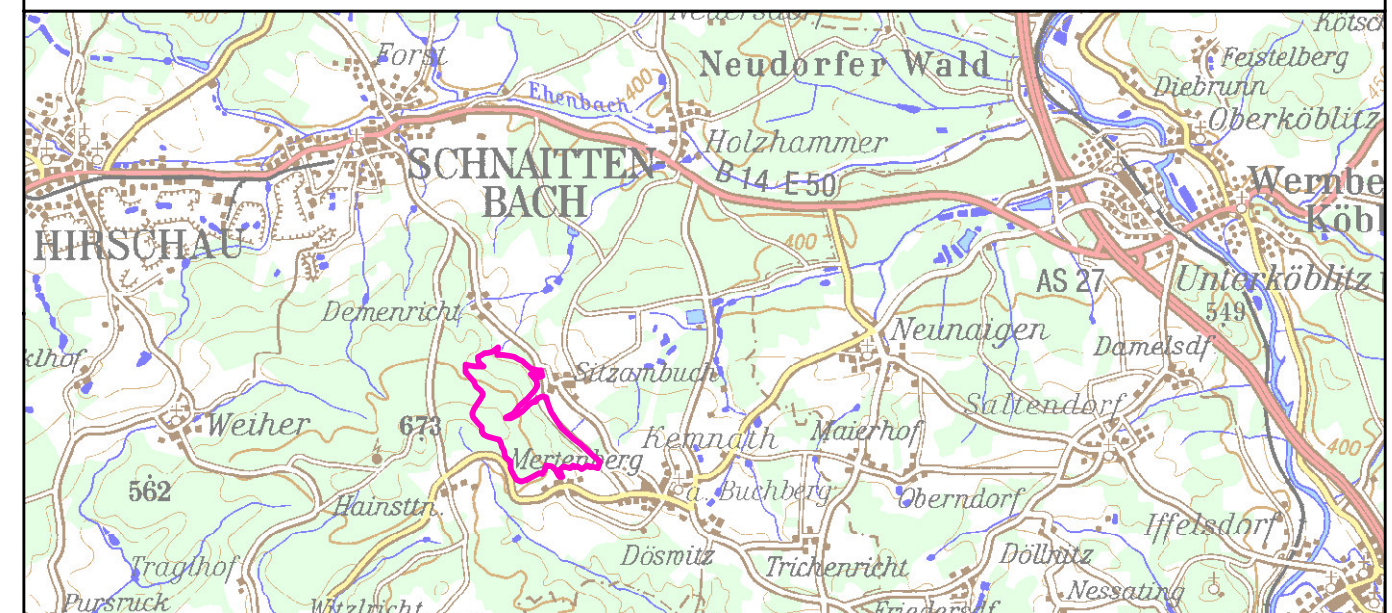 Neudorfer Wald
Feistelberg
Diebrunn
Forst
400
Ehenbach
Oberköblitz
Holzhammer
SCHNAITTEN
BACH
B 14 E 50
HIRSCHAU
400
AS 27
Unterköblitz
549
Demenricht
Neunaigen
Damelsdf
Sitzambuch
Saltendorf
Weiher
673
Kemnath
Maierhof
400
Mertenberg
562
a. Buchberg
Oberndorf
Hainsttn.
Iffelsdorf
Dösmitz
Trichenricht
Döllnitz
Traglhof
Nessating
Pursruck